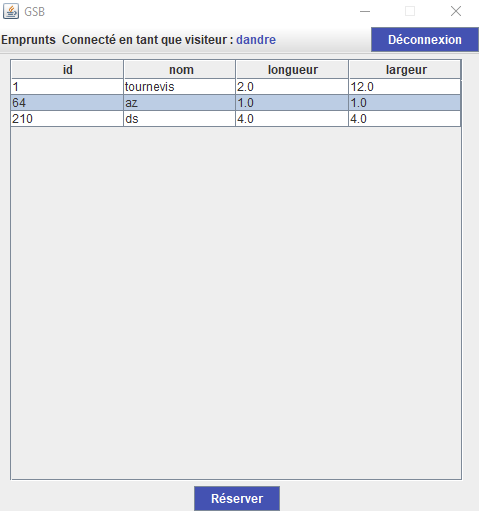 GSB
Emprunts Connecté en tant que visiteur : dandre Déconnexion
id nom longueur largeur
1 tournevis 2.0 12.0
64 az 1.0 1.0
210 ds 4.0 4.0
Réserver